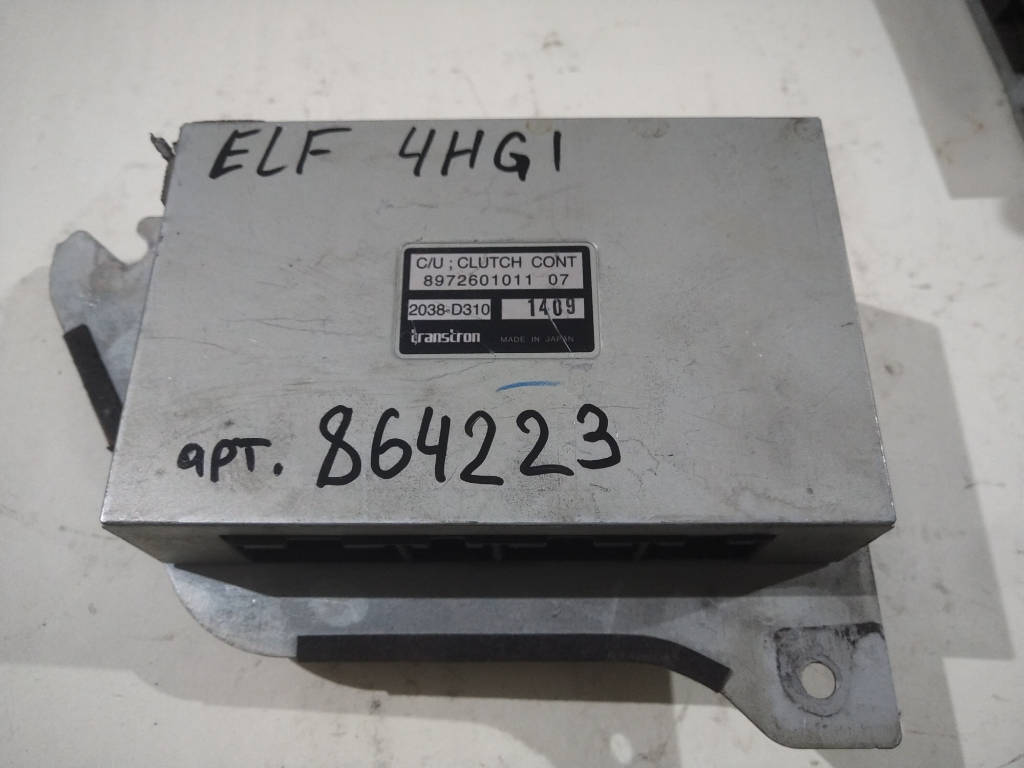 ELF 4HG1
C/U ; CLUTCH CONT
8972601011 07
2038-D310 1409
transtron MADE IN JAPAN
арт. 864223